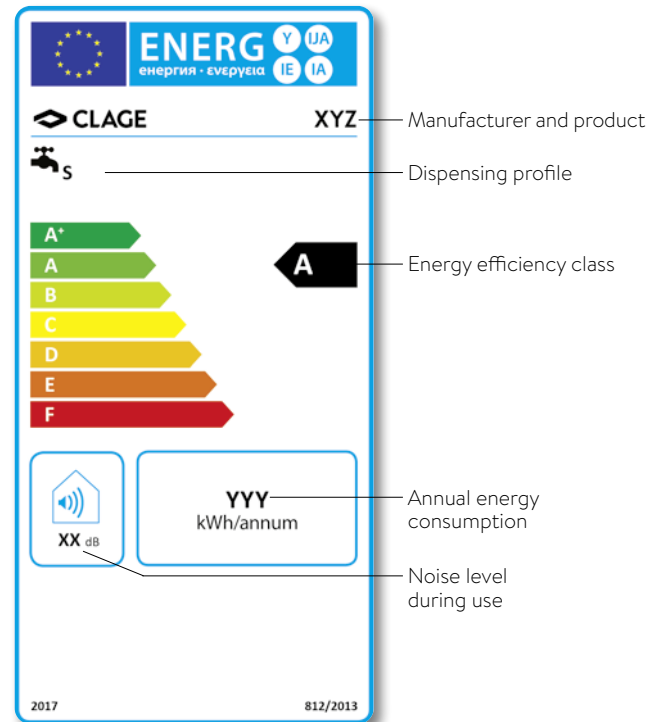 ENERG Y IJA
енергия · ενεργεια IE IA
CLAGE XYZ
Manufacturer and product
S
Dispensing profile
A+
A
A
Energy efficiency class
B
C
D
E
F
YYY
kWh/annum
Annual energy
consumption
XX dB
Noise level
during use
2017 812/2013